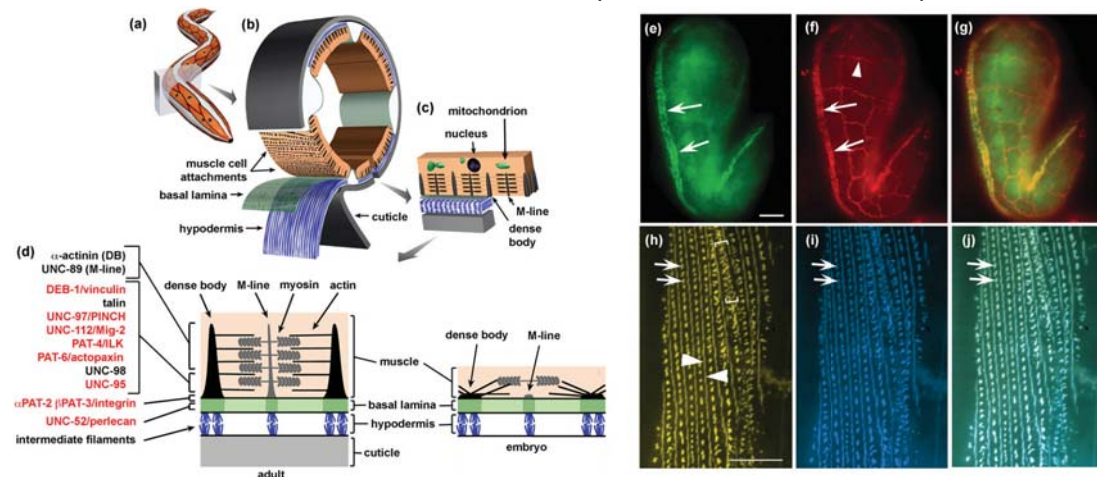 (a)
(b)
muscle cell
attachments
basal lamina
hypodermis
cuticle
(c)
mitochondrion
nucleus
M-line
dense
body
(d)
α-actinin (DB)
UNC-89 (M-line)
DEB-1/vinculin
talin
UNC-97/PINCH
UNC-112/Mig-2
PAT-4/ILK
PAT-6/actopaxin
UNC-98
UNC-95
αPAT-2 βPAT-3/integrin
UNC-52/perlecan
intermediate filaments
dense body
M-line
myosin
actin
muscle
basal lamina
hypodermis
cuticle
adult
dense body
M-line
embryo
(e)
(f)
(g)
(h)
(i)
(j)